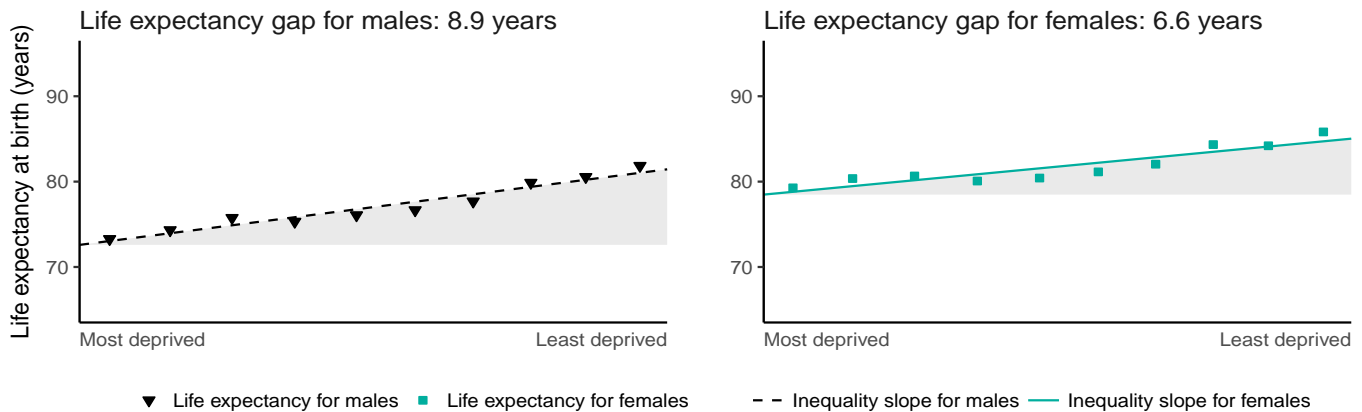 Life expectancy gap for males: 8.9 years
Life expectancy at birth (years)
90
80
70
Most deprived
Least deprived
Life expectancy gap for females: 6.6 years
90
80
70
Most deprived
Least deprived
Life expectancy for males
Life expectancy for females
Inequality slope for males
Inequality slope for females